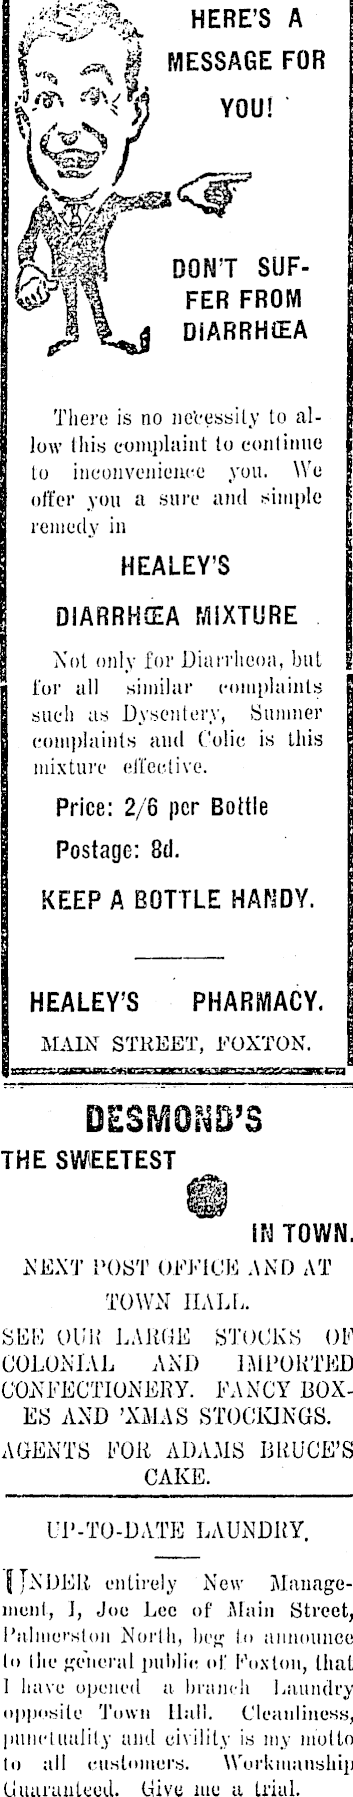 HERE'S A
MESSAGE FOR
YOU!
DON'T SUF-
FER FROM
DIARRHŒA
There is no necessity to al-
low this complaint to continue
to inconvenience you. We
offer you a sure and simple
remedy in
HEALEY'S
DIARRHŒA MIXTURE
Not only for Diarrhœa, but
for all similar complaints
such as Dysentery, Summer
complaints and Colic is this
mixture effective.
Price: 2/6 per Bottle
Postage: 8d.
KEEP A BOTTLE HANDY.
HEALEY'S PHARMACY.
MAIN STREET, FOXTON.
DESMOND'S
THE SWEETEST
IN TOWN.
NEXT POST OFFICE AND AT
TOWN HALL.
SEE OUR LARGE STOCKS OF
COLONIAL AND IMPORTED
CONFECTIONERY. FANCY BOX-
ES AND 'XMAS STOCKINGS.
AGENTS FOR ADAMS BRUCE'S
CAKE.
UP-TO-DATE LAUNDRY.
UNDER entirely New Manage-
ment, I, Joe Lee of Main Street,
Palmerston North, beg to announce
to the general public of Foxton, that
I have opened a branch Laundry
opposite Town Hall. Cleanliness,
punctuality and civility is my motto
to all customers. Workmanship
Guaranteed. Give me a trial.